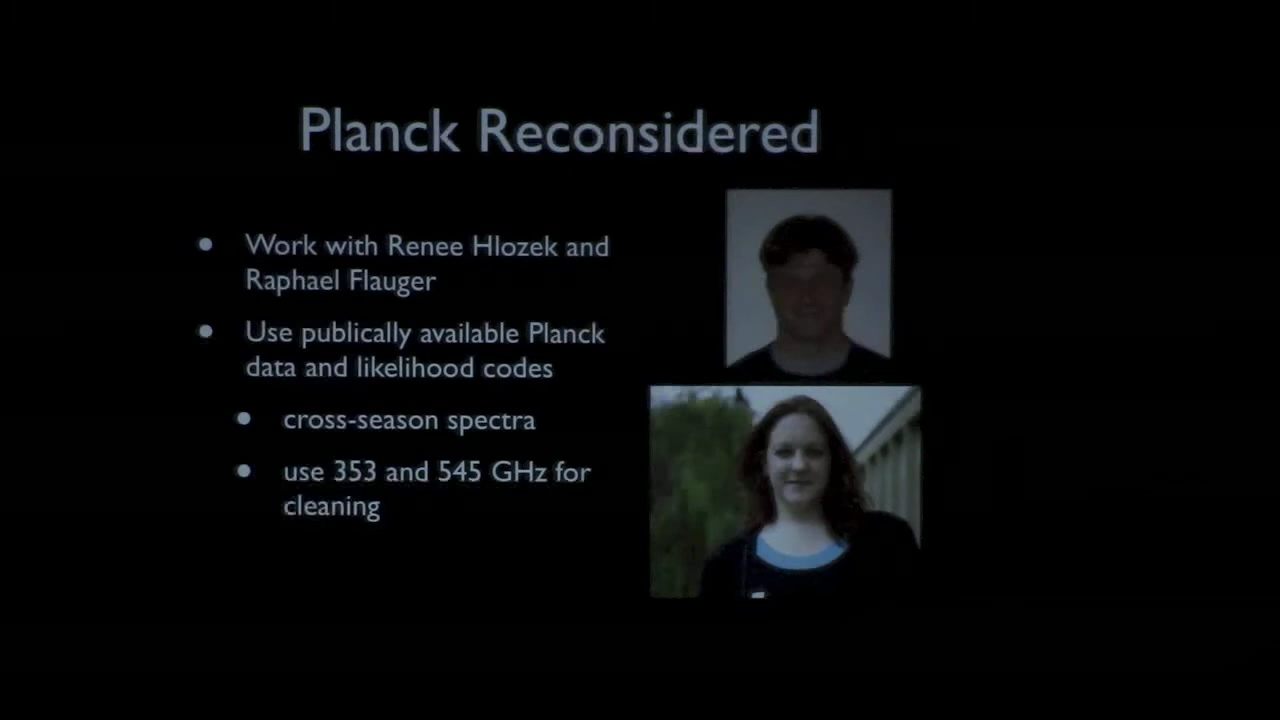 Planck Reconsidered
• Work with Renee Hlozek and
Raphael Flauger
• Use publically available Planck
data and likelihood codes
• cross-season spectra
• use 353 and 545 GHz for
cleaning